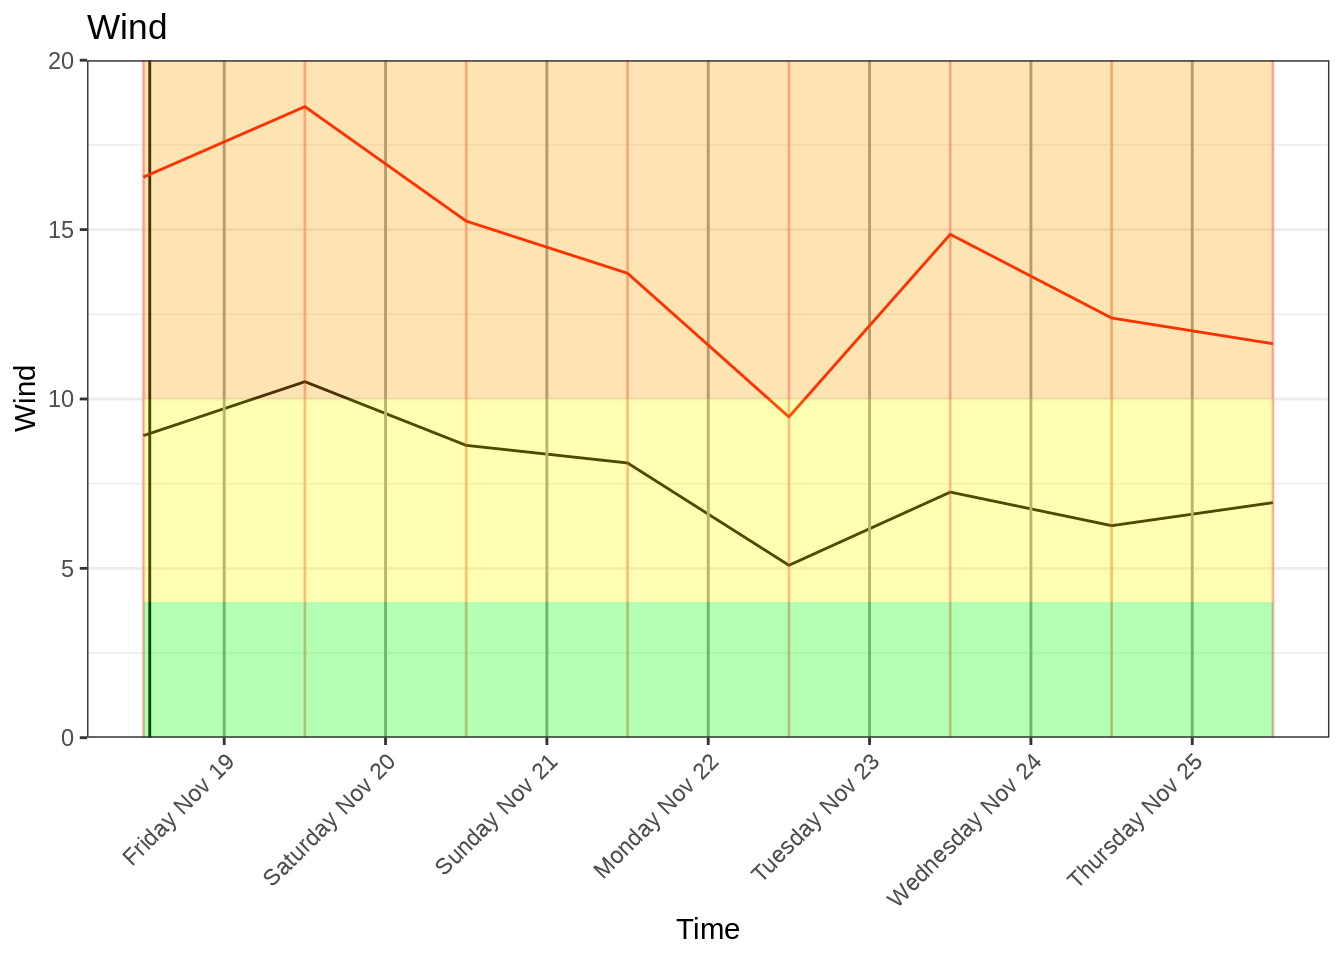 Wind
20
15
10
5
0
Wind
Friday Nov 19
Saturday Nov 20
Sunday Nov 21
Monday Nov 22
Tuesday Nov 23
Wednesday Nov 24
Thursday Nov 25
Time